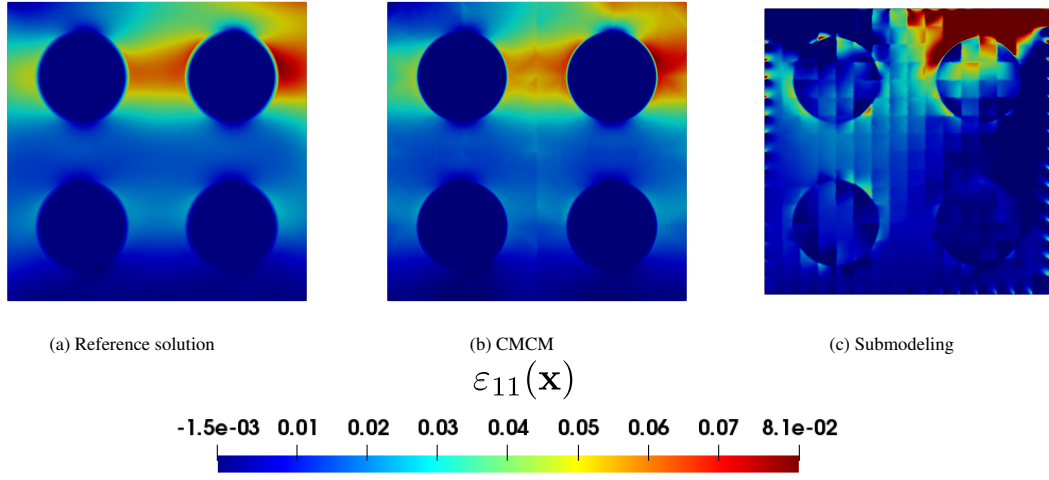 (a) Reference solution
(b) CMCM
(c) Submodeling
ε₁₁(𝐱)
-1.5e-03 0.01 0.02 0.03 0.04 0.05 0.06 0.07 8.1e-02